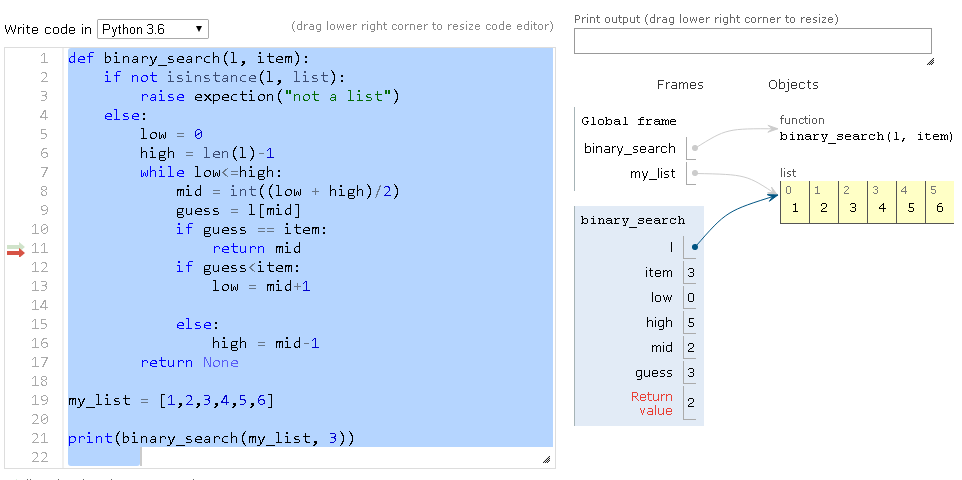 Write code in Python 3.6
(drag lower right corner to resize code editor)
1 def binary_search(l, item):
2     if not isinstance(l, list):
3         raise expection("not a list")
4     else:
5         low = 0
6         high = len(l)-1
7         while low<=high:
8             mid = int((low + high)/2)
9             guess = l[mid]
10             if guess == item:
11                 return mid
12             if guess<item:
13                 low = mid+1
14
15             else:
16                 high = mid-1
17         return None
18
19 my_list = [1,2,3,4,5,6]
20
21 print(binary_search(my_list, 3))
22
Print output (drag lower right corner to resize)
Frames Objects
Global frame
binary_search
my_list
function
binary_search(l, item)
list
0 1 2 3 4 5
1 2 3 4 5 6
binary_search
l
item 3
low 0
high 5
mid 2
guess 3
Return
value 2